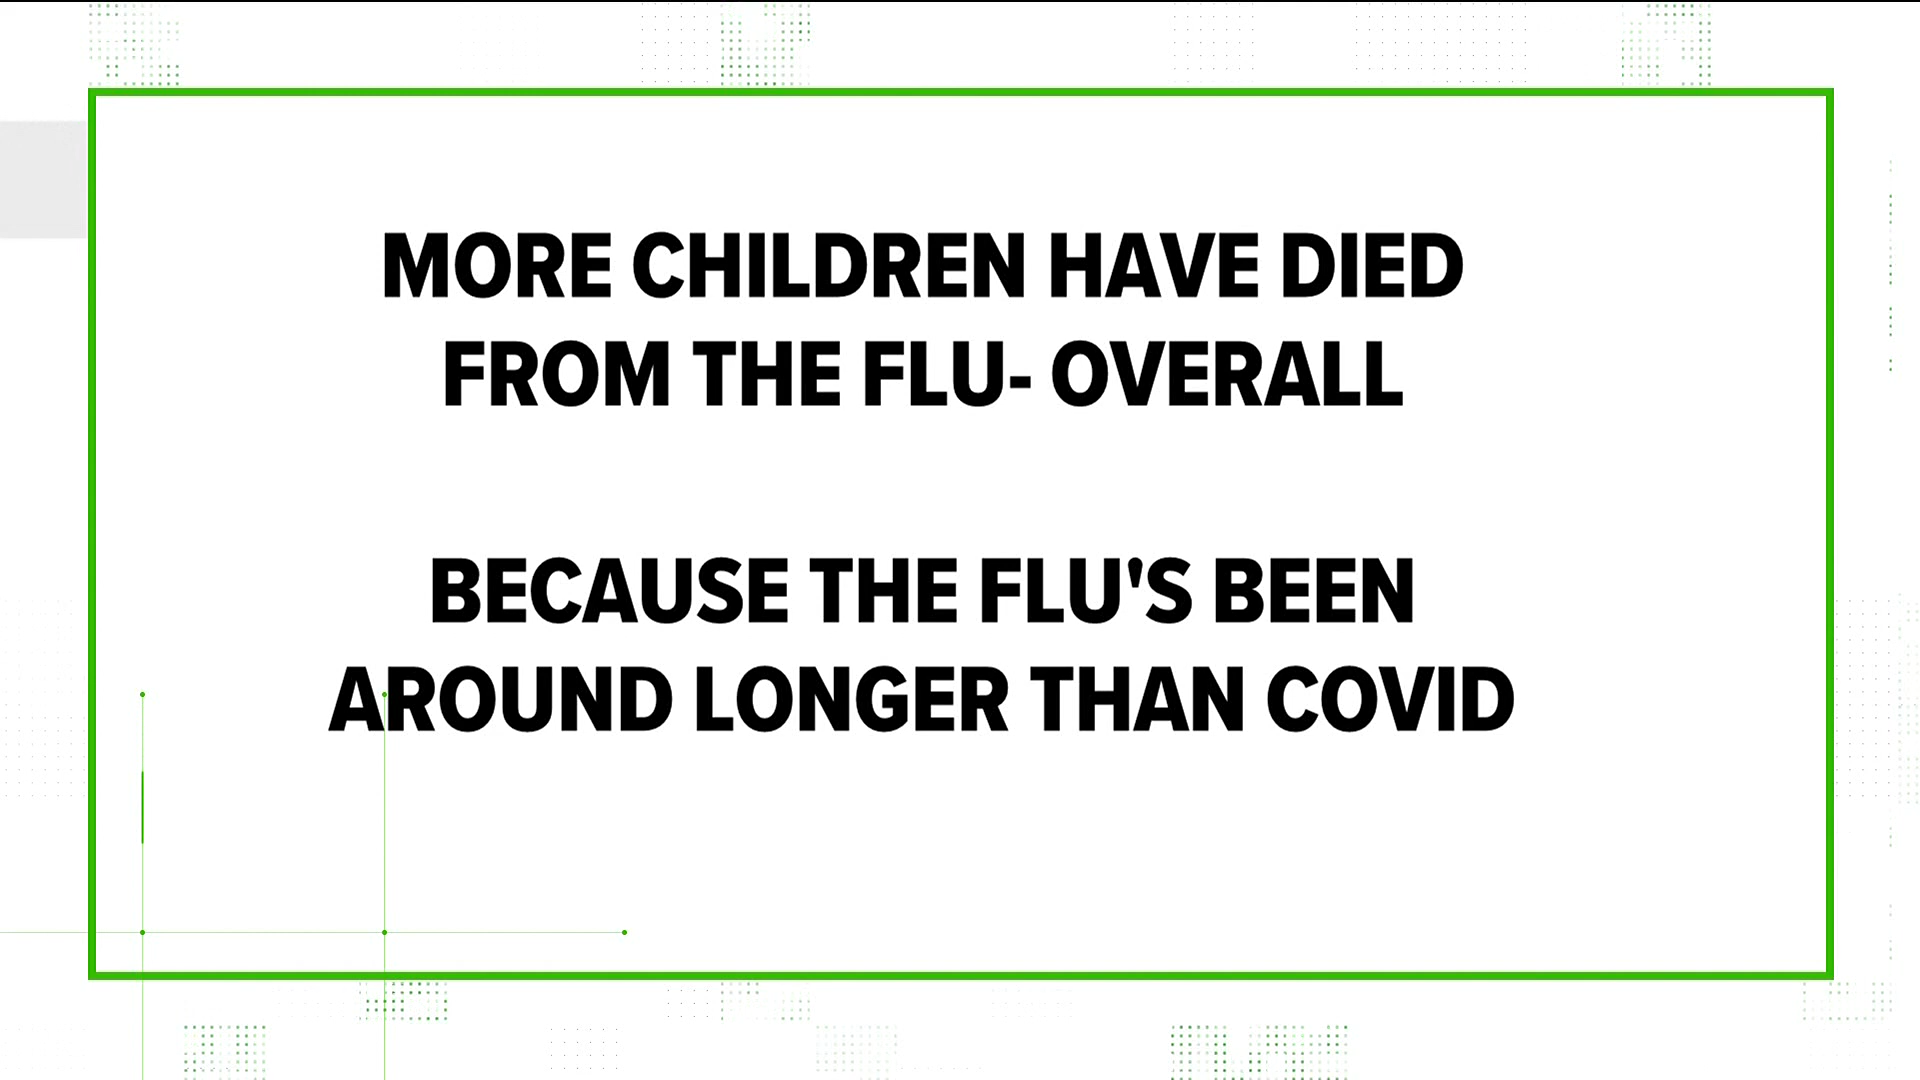 MORE CHILDREN HAVE DIED
FROM THE FLU- OVERALL
BECAUSE THE FLU'S BEEN
AROUND LONGER THAN COVID